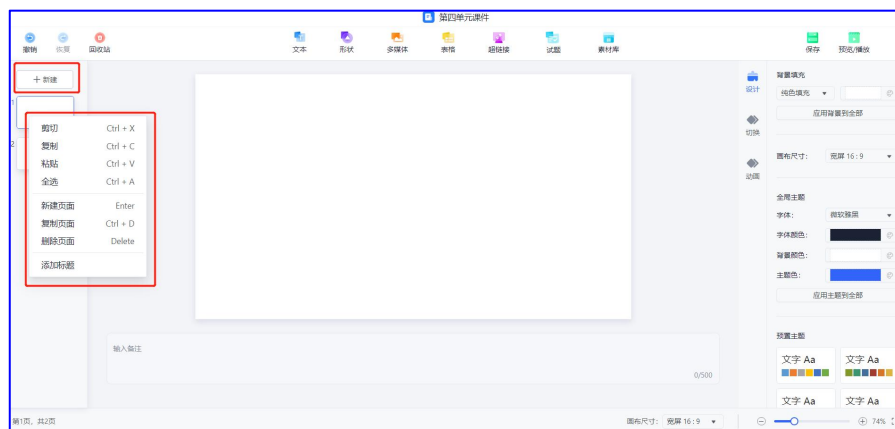 第四单元课件
撤销 恢复 回收站 文本 形状 多媒体 表格 超链接 试题 素材库 保存 预览/播放
+ 新建
1
2
剪切 Ctrl + X
复制 Ctrl + C
粘贴 Ctrl + V
全选 Ctrl + A
新建页面 Enter
复制页面 Ctrl + D
删除页面 Delete
添加标题
设计
切换
动画
背景填充
纯色填充
应用背景到全部
画布尺寸： 宽屏 16 : 9
全局主题
字体： 微软雅黑
字体颜色：
背景颜色：
主题色：
应用主题到全部
预置主题
文字 Aa 文字 Aa
文字 Aa 文字 Aa
输入备注
0/500
第1页，共2页 画布尺寸： 宽屏 16 : 9 74%